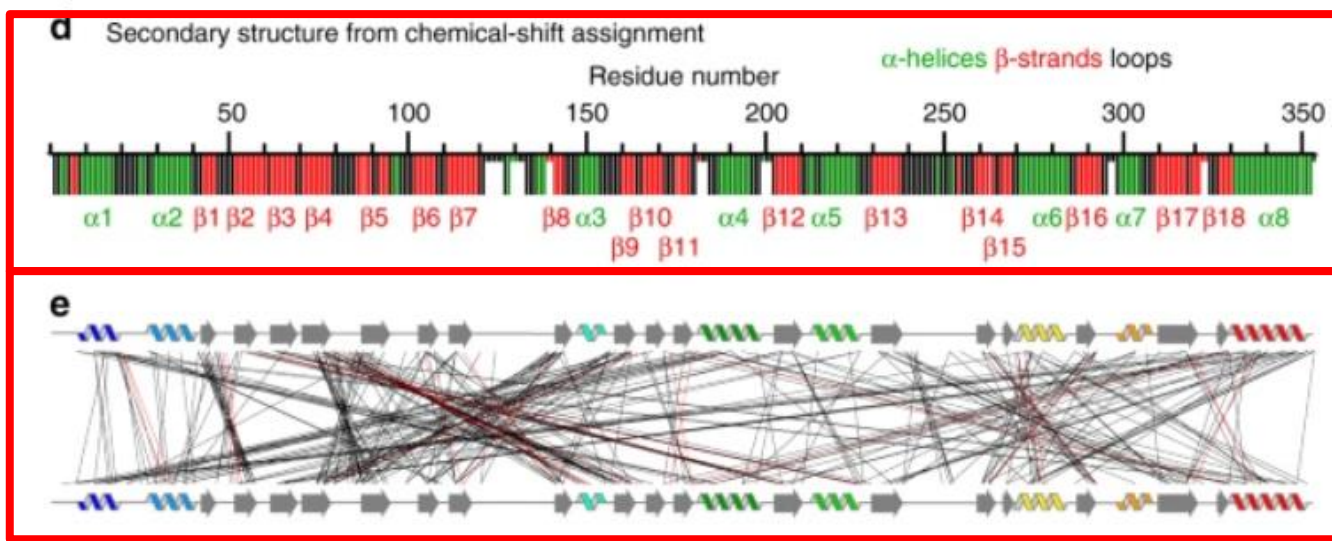 d Secondary structure from chemical-shift assignment
α-helices β-strands loops
Residue number
50 100 150 200 250 300 350
α1 α2 β1 β2 β3 β4 β5 β6 β7 β8 α3 β10 α4 β12 α5 β13 β14 α6 β16 α7 β17 β18 α8
β9 β11 β15
e